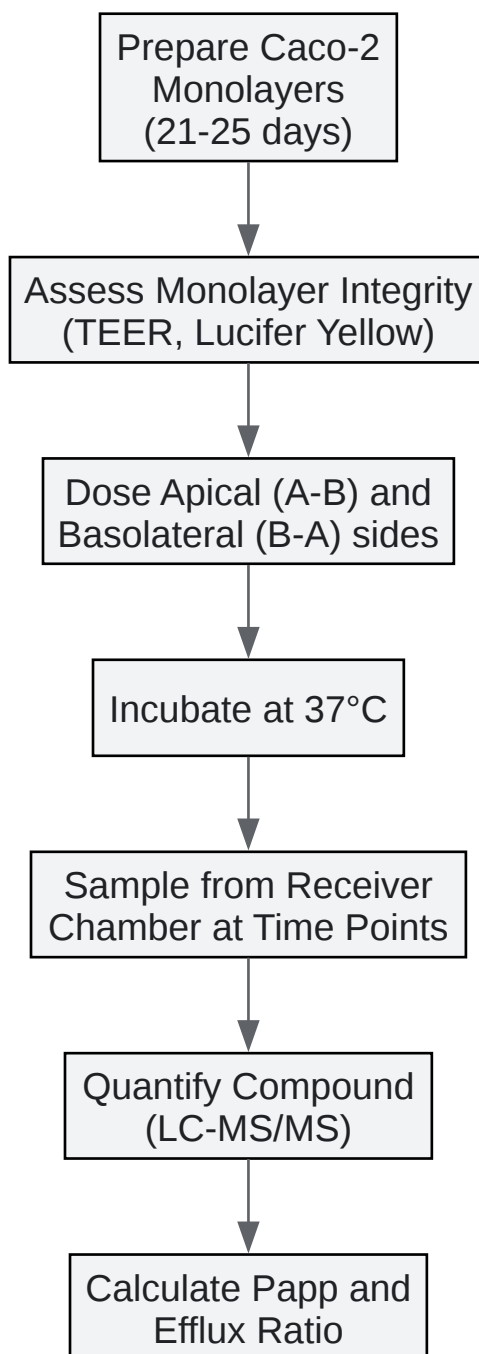 Prepare Caco-2
Monolayers
(21-25 days)
Assess Monolayer Integrity
(TEER, Lucifer Yellow)
Dose Apical (A-B) and
Basolateral (B-A) sides
Incubate at 37°C
Sample from Receiver
Chamber at Time Points
Quantify Compound
(LC-MS/MS)
Calculate Papp and
Efflux Ratio